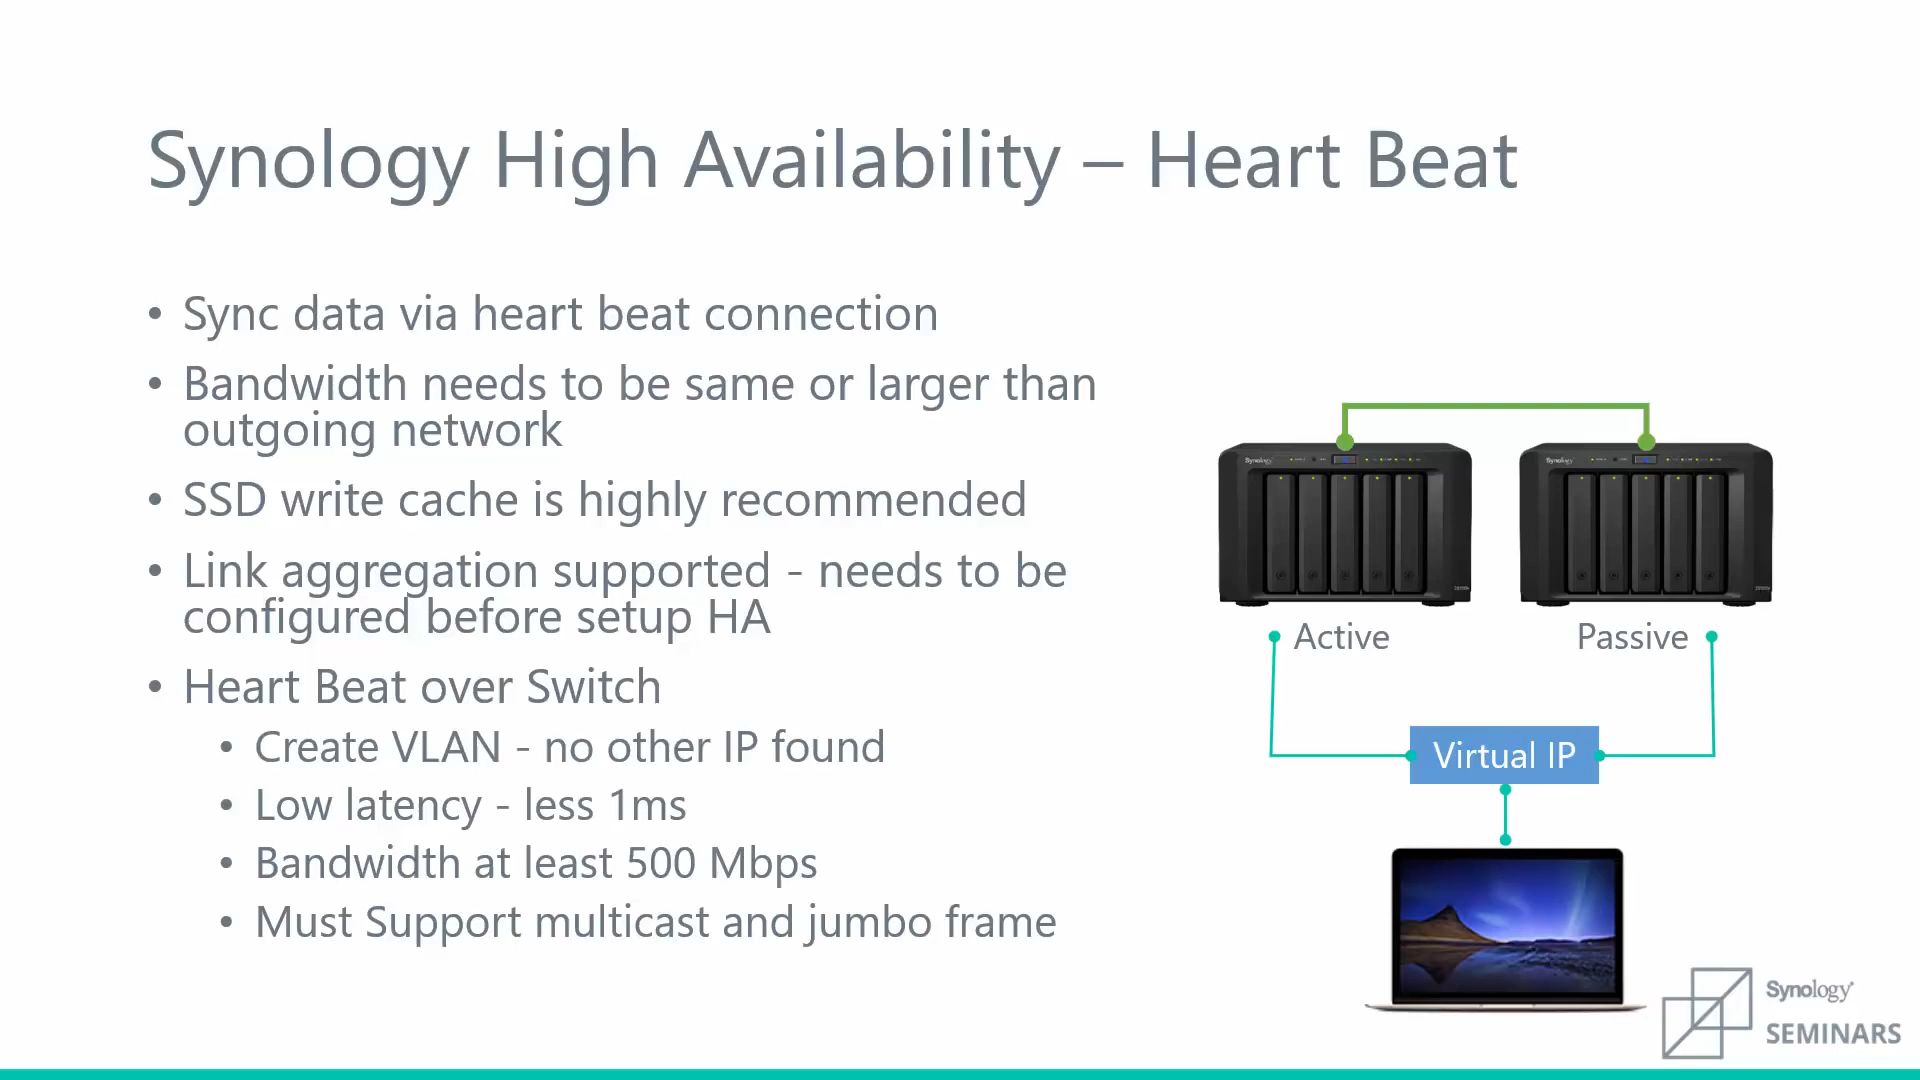 Synology High Availability – Heart Beat
• Sync data via heart beat connection
• Bandwidth needs to be same or larger than
outgoing network
• SSD write cache is highly recommended
• Link aggregation supported - needs to be
configured before setup HA
• Heart Beat over Switch
• Create VLAN - no other IP found
• Low latency - less 1ms
• Bandwidth at least 500 Mbps
• Must Support multicast and jumbo frame
Synology
Synology
Active
Passive
Virtual IP
Synology
SEMINARS